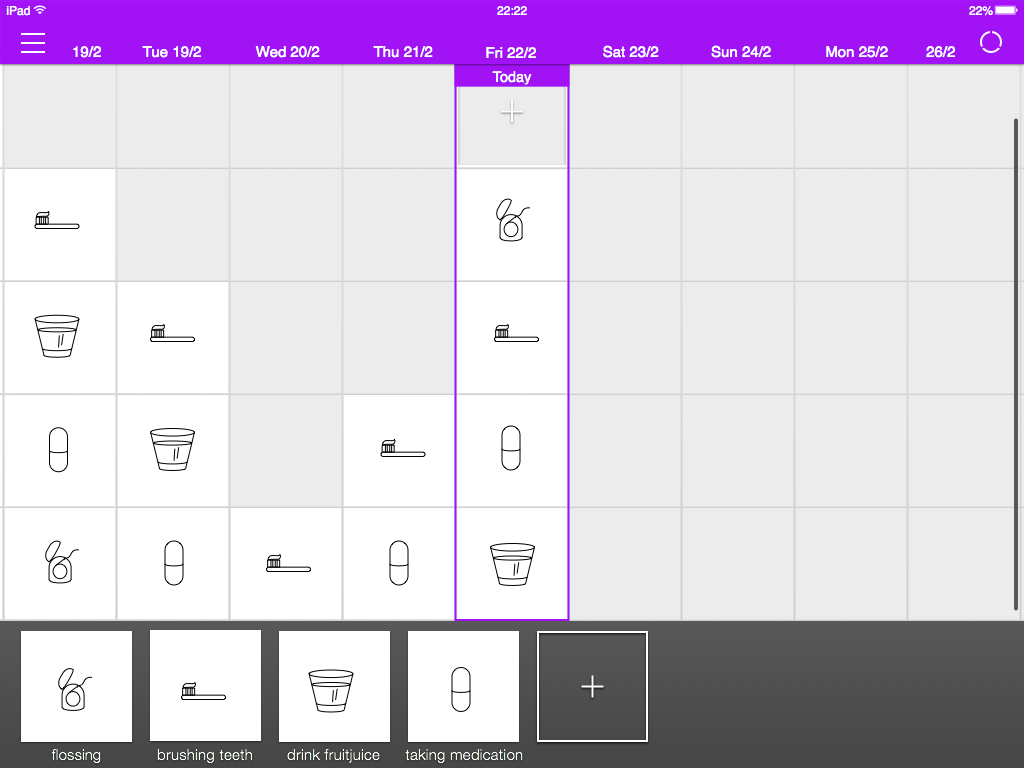 iPad 22:22 22%
19/2 Tue 19/2 Wed 20/2 Thu 21/2 Fri 22/2 Sat 23/2 Sun 24/2 Mon 25/2 26/2
Today
flossing brushing teeth drink fruitjuice taking medication